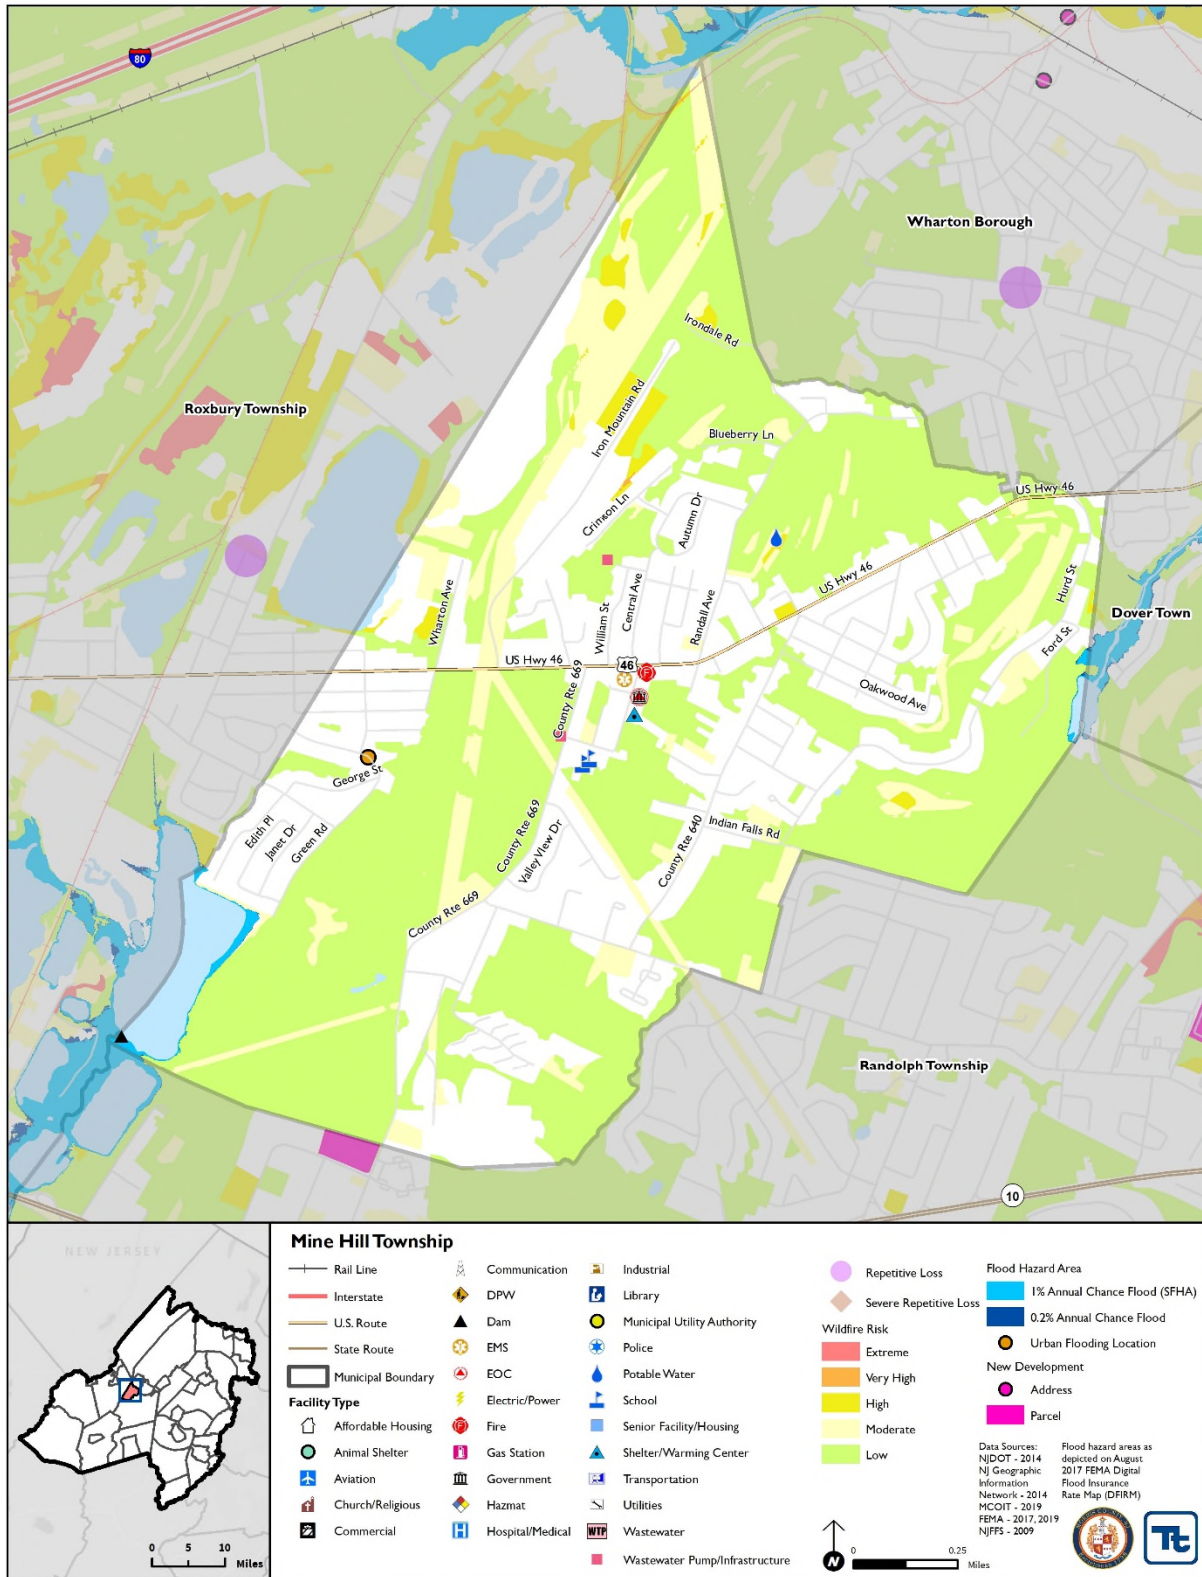 80
Wharton Borough
Irondale Rd
Roxbury Township
Iron Mountain Rd
Blueberry Ln
US Hwy 46
Crimson Ln
Autumn Dr
US Hwy 46
Hurd St
Wharton Ave
William St
Central Ave
Randall Ave
Dover Town
Ford St
US Hwy 46
46
County Rte 669
Oakwood Ave
George St
Edith Pl
Janet Dr
Green Rd
County Rte 669
Valley View Dr
County Rte 640
Indian Falls Rd
County Rte 669
Randolph Township
10
NEW JERSEY
0 5 10
Miles
Mine Hill Township
Rail Line
Interstate
U.S. Route
State Route
Municipal Boundary
Facility Type
Affordable Housing
Animal Shelter
Aviation
Church/Religious
Commercial
Communication
DPW
Dam
EMS
EOC
Electric/Power
Fire
Gas Station
Government
Hazmat
Hospital/Medical
Industrial
Library
Municipal Utility Authority
Police
Potable Water
School
Senior Facility/Housing
Shelter/Warming Center
Transportation
Utilities
WTP Wastewater
Wastewater Pump/Infrastructure
Repetitive Loss
Severe Repetitive Loss
Wildfire Risk
Extreme
Very High
High
Moderate
Low
N
0 0.25
Miles
Flood Hazard Area
1% Annual Chance Flood (SFHA)
0.2% Annual Chance Flood
Urban Flooding Location
New Development
Address
Parcel
Data Sources:
NJDOT - 2014
NJ Geographic
Information
Network - 2014
MCOIT - 2019
FEMA - 2017, 2019
NJFFS - 2009
Flood hazard areas as
depicted on August
2017 FEMA Digital
Flood Insurance
Rate Map (DFIRM)
Tt